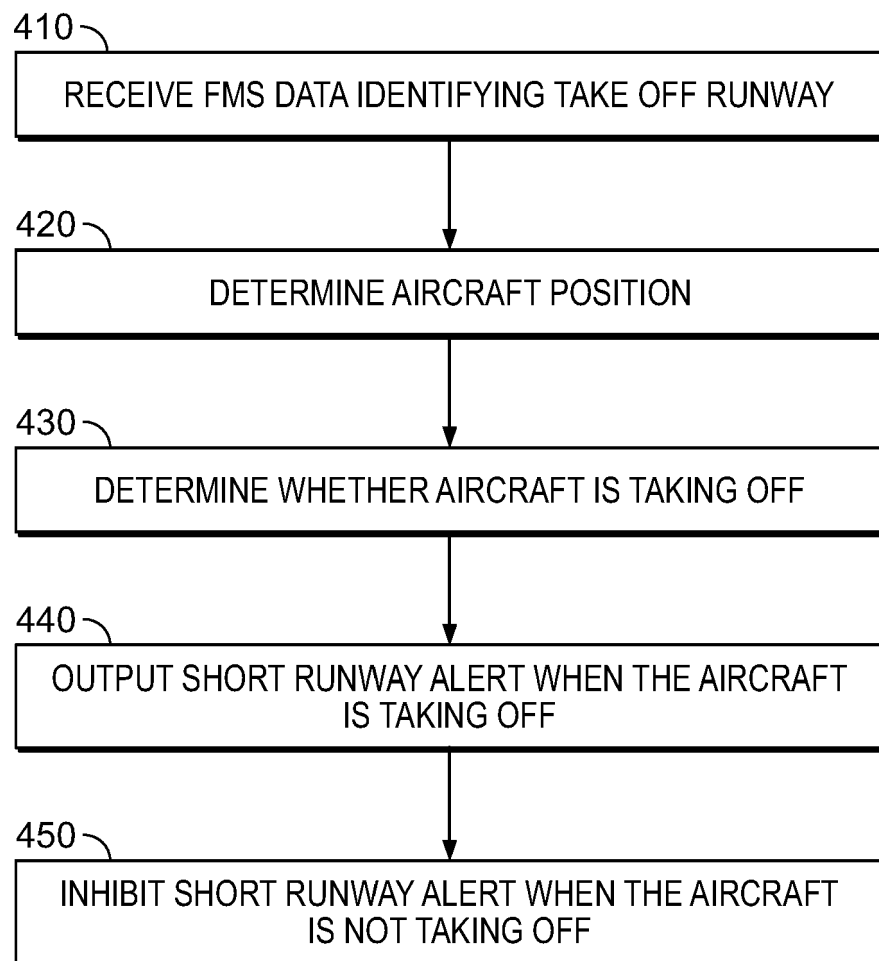 410
RECEIVE FMS DATA IDENTIFYING TAKE OFF RUNWAY
420
DETERMINE AIRCRAFT POSITION
430
DETERMINE WHETHER AIRCRAFT IS TAKING OFF
440
OUTPUT SHORT RUNWAY ALERT WHEN THE AIRCRAFT
IS TAKING OFF
450
INHIBIT SHORT RUNWAY ALERT WHEN THE AIRCRAFT
IS NOT TAKING OFF